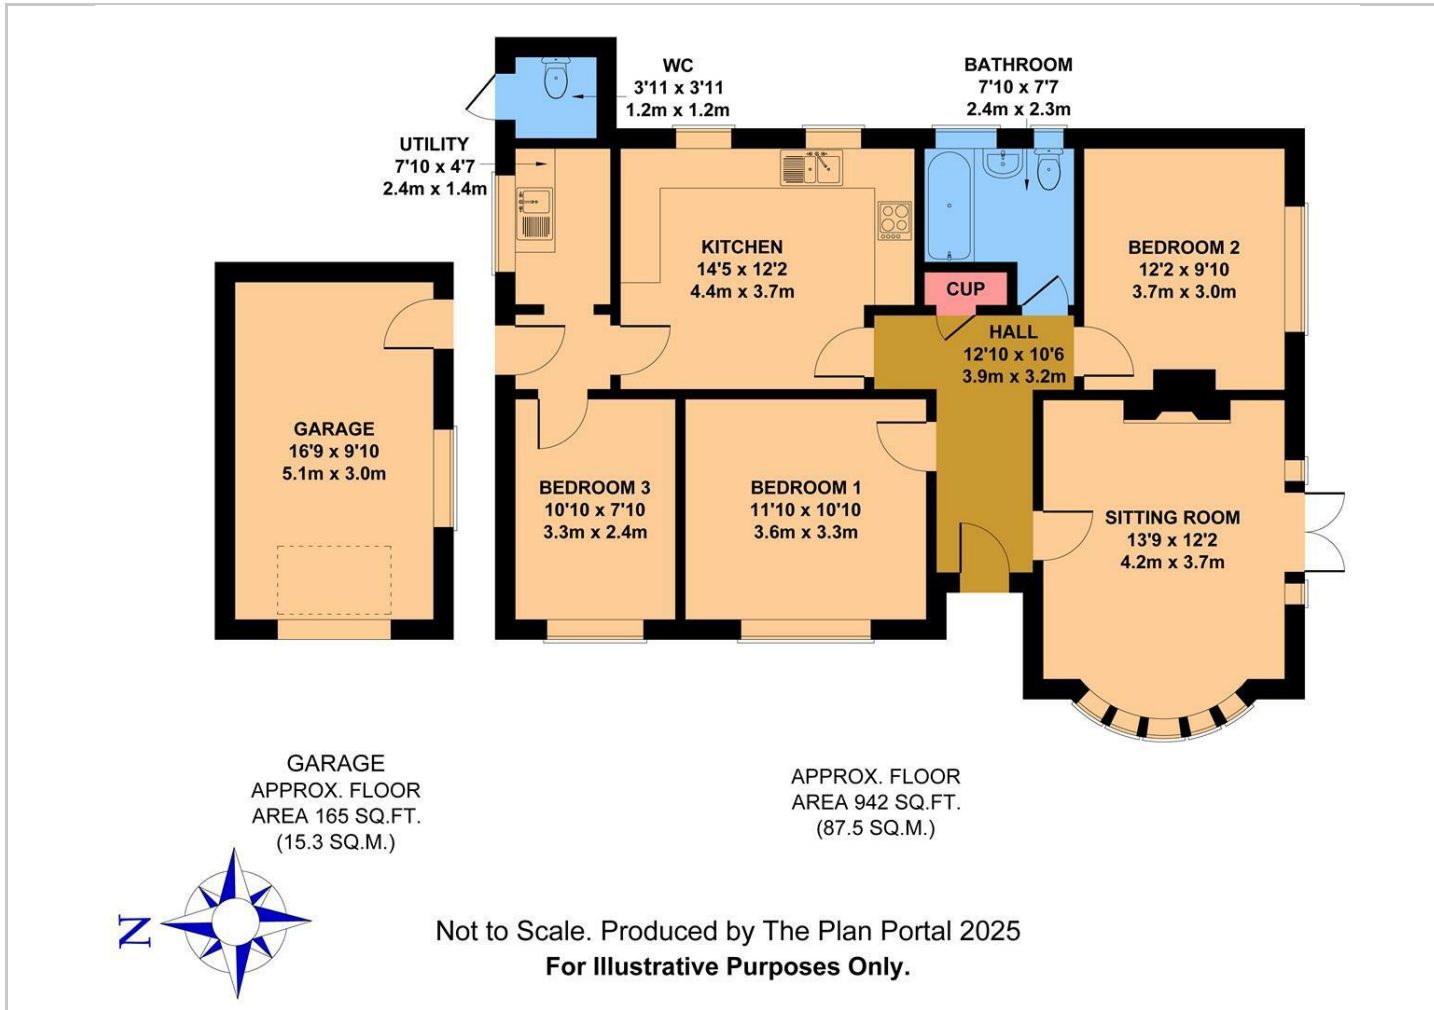 WC
3'11 x 3'11
1.2m x 1.2m
BATHROOM
7'10 x 7'7
2.4m x 2.3m
UTILITY
7'10 x 4'7
2.4m x 1.4m
KITCHEN
14'5 x 12'2
4.4m x 3.7m
BEDROOM 2
12'2 x 9'10
3.7m x 3.0m
CUP
HALL
12'10 x 10'6
3.9m x 3.2m
GARAGE
16'9 x 9'10
5.1m x 3.0m
BEDROOM 3
10'10 x 7'10
3.3m x 2.4m
BEDROOM 1
11'10 x 10'10
3.6m x 3.3m
SITTING ROOM
13'9 x 12'2
4.2m x 3.7m
GARAGE
APPROX. FLOOR
AREA 165 SQ.FT.
(15.3 SQ.M.)
APPROX. FLOOR
AREA 942 SQ.FT.
(87.5 SQ.M.)
N
Not to Scale. Produced by The Plan Portal 2025
For Illustrative Purposes Only.